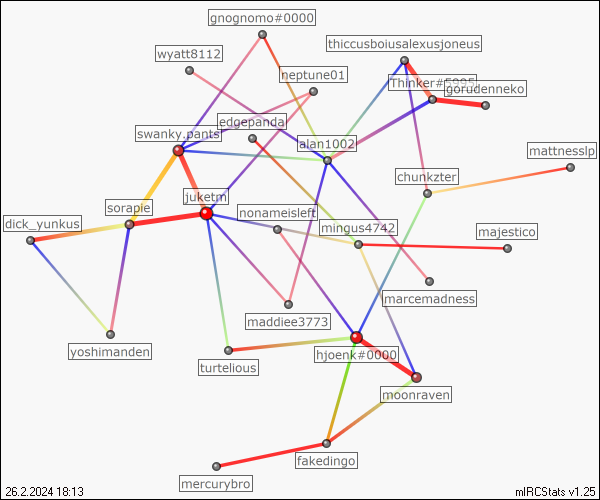 gnognomo#0000
thiccusboiusalexusjoneus
wyatt8112
neptune01
Thinker#5995
gorudenneko
edgepanda
swanky.pants
alan1002
mattnesslp
chunkzter
juketm
sorapie
nonameisleft
dick_yunkus
mingus4742
majestico
marcemadness
maddiee3773
yoshimanden
hjoenk#0000
turtelious
moonraven
fakedingo
mercurybro
26.2.2024 18:13
mIRCStats v1.25